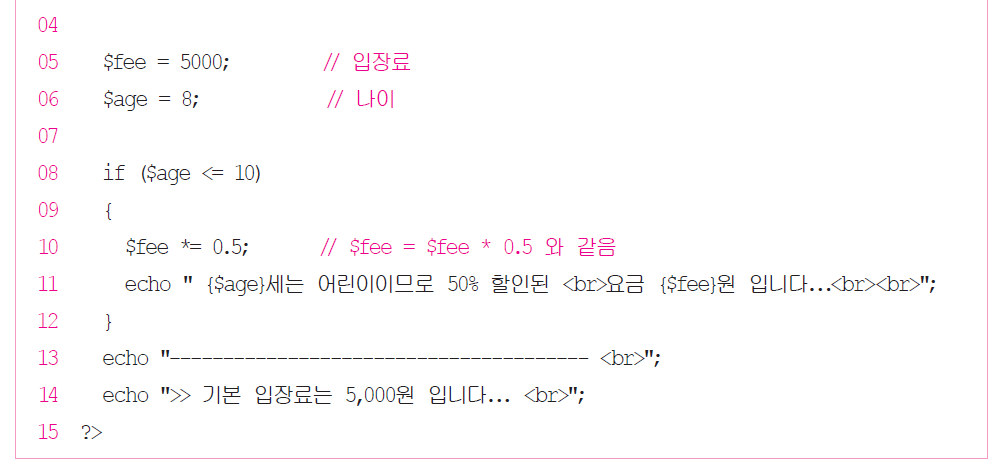 04
05 $fee = 5000; // 입장료
06 $age = 8; // 나이
07
08 if ($age <= 10)
09 {
10 $fee *= 0.5; // $fee = $fee * 0.5 와 같음
11 echo " {$age}세는 어린이이므로 50% 할인된 <br>요금 {$fee}원 입니다...<br><br>";
12 }
13 echo "--------------------------------------- <br>";
14 echo ">> 기본 입장료는 5,000원 입니다... <br>";
15 ?>